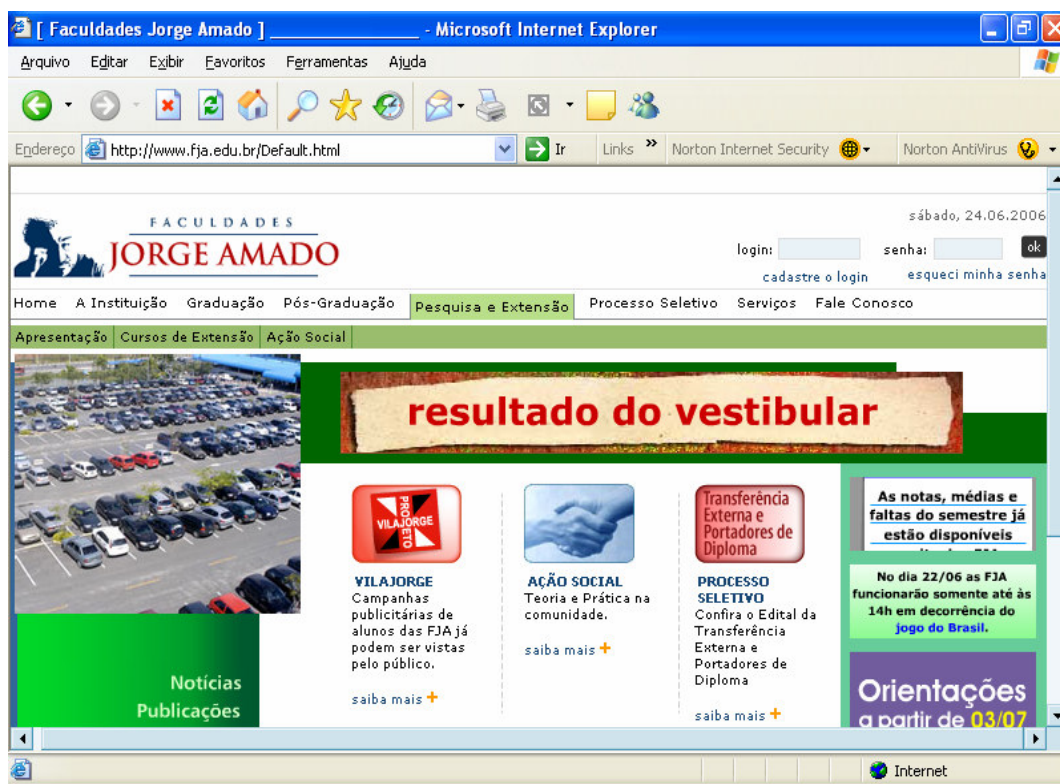 [ Faculdades Jorge Amado ] ____________________ - Microsoft Internet Explorer
Arquivo Editar Exibir Favoritos Ferramentas Ajuda
Endereço http://www.fja.edu.br/Default.html Ir Links » Norton Internet Security Norton AntiVirus
sábado, 24.06.2006
FACULDADES
JORGE AMADO
login: senha: ok
cadastre o login esqueci minha senha
Home A Instituição Graduação Pós-Graduação Pesquisa e Extensão Processo Seletivo Serviços Fale Conosco
Apresentação Cursos de Extensão Ação Social
resultado do vestibular
PROJETO
VILAJORGE
VILAJORGE
Campanhas
publicitárias de
alunos das FJA já
podem ser vistas
pelo público.
saiba mais +
AÇÃO SOCIAL
Teoria e Prática na
comunidade.
saiba mais +
Transferência
Externa e
Portadores de
Diploma
PROCESSO
SELETIVO
Confira o Edital da
Transferência
Externa e
Portadores de
Diploma
saiba mais +
As notas, médias e
faltas do semestre já
estão disponíveis
No dia 22/06 as FJA
funcionarão somente até às
14h em decorrência do
jogo do Brasil.
Orientações
a partir de 03/07
Notícias
Publicações
Internet